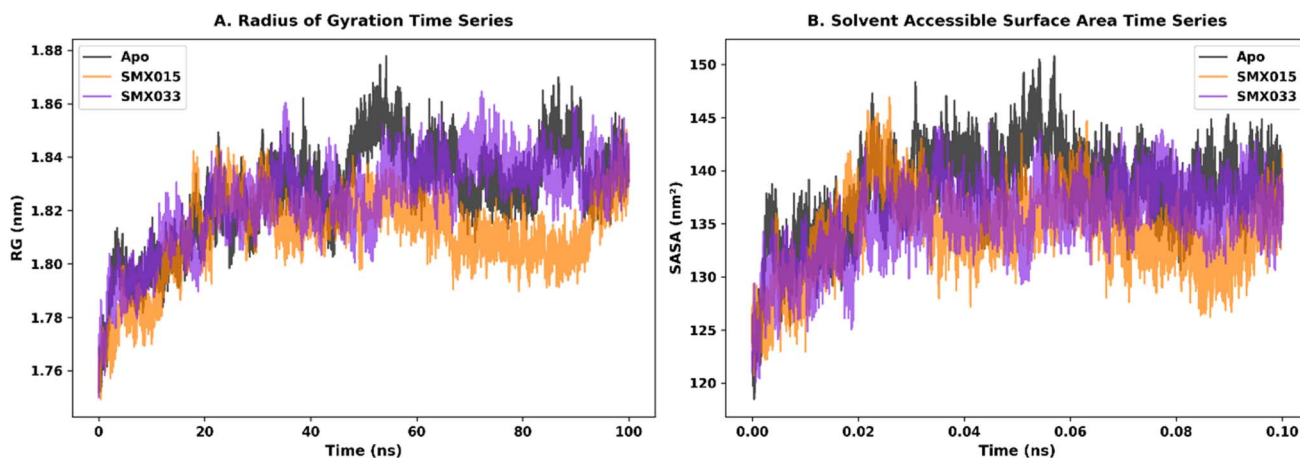 A. Radius of Gyration Time Series
Apo
SMX015
SMX033
1.88
1.86
1.84
1.82
1.80
1.78
1.76
RG (nm)
0 20 40 60 80 100
Time (ns)
B. Solvent Accessible Surface Area Time Series
Apo
SMX015
SMX033
150
145
140
135
130
125
120
SASA (nm²)
0.00 0.02 0.04 0.06 0.08 0.10
Time (ns)